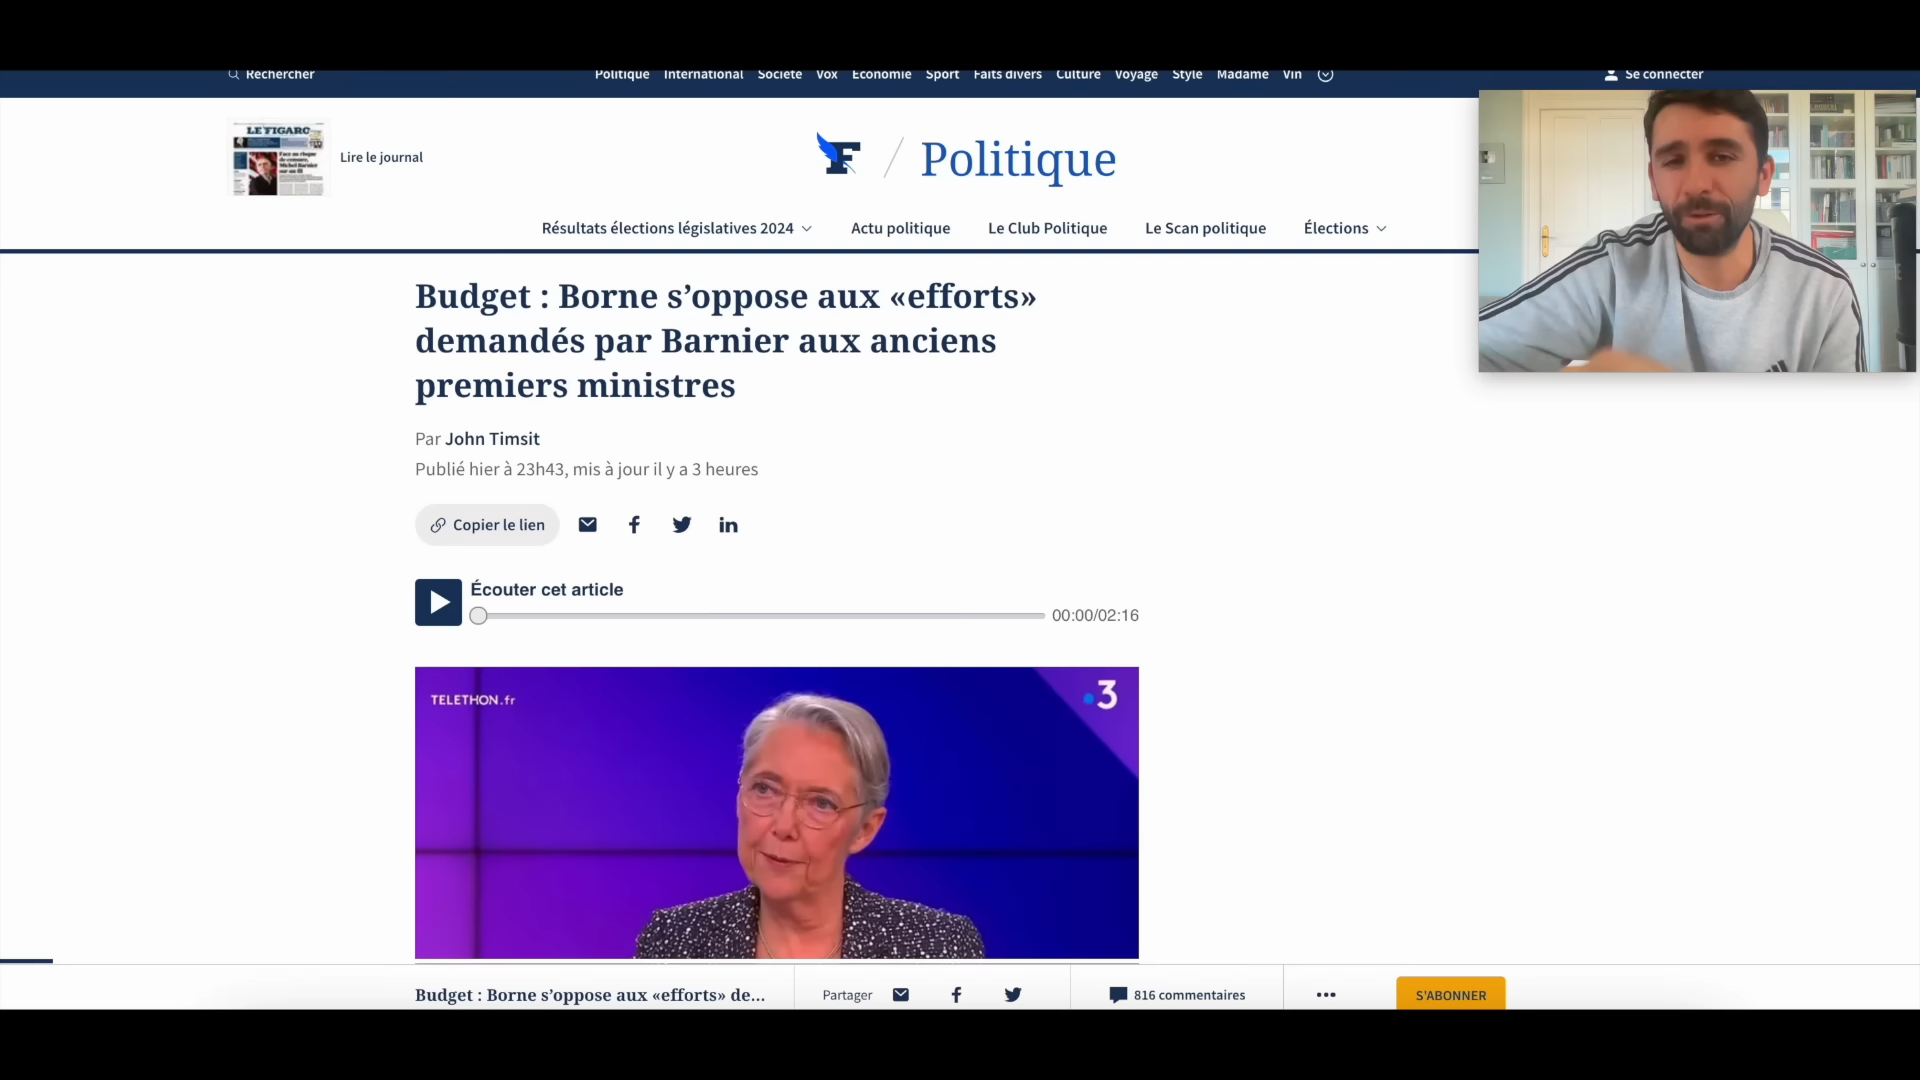 Rechercher
Politique International Société Vox Économie Sport Faits divers Culture Voyage Style Madame Vin
Se connecter
LE FIGARO
Lire le journal
F / Politique
Résultats élections législatives 2024
Actu politique
Le Club Politique
Le Scan politique
Élections
Budget : Borne s’oppose aux «efforts»
demandés par Barnier aux anciens
premiers ministres
Par John Timsit
Publié hier à 23h43, mis à jour il y a 3 heures
Copier le lien
Écouter cet article
00:00/02:16
TELETHON.fr
3
Budget : Borne s’oppose aux «efforts» de...
Partager
816 commentaires
S'ABONNER